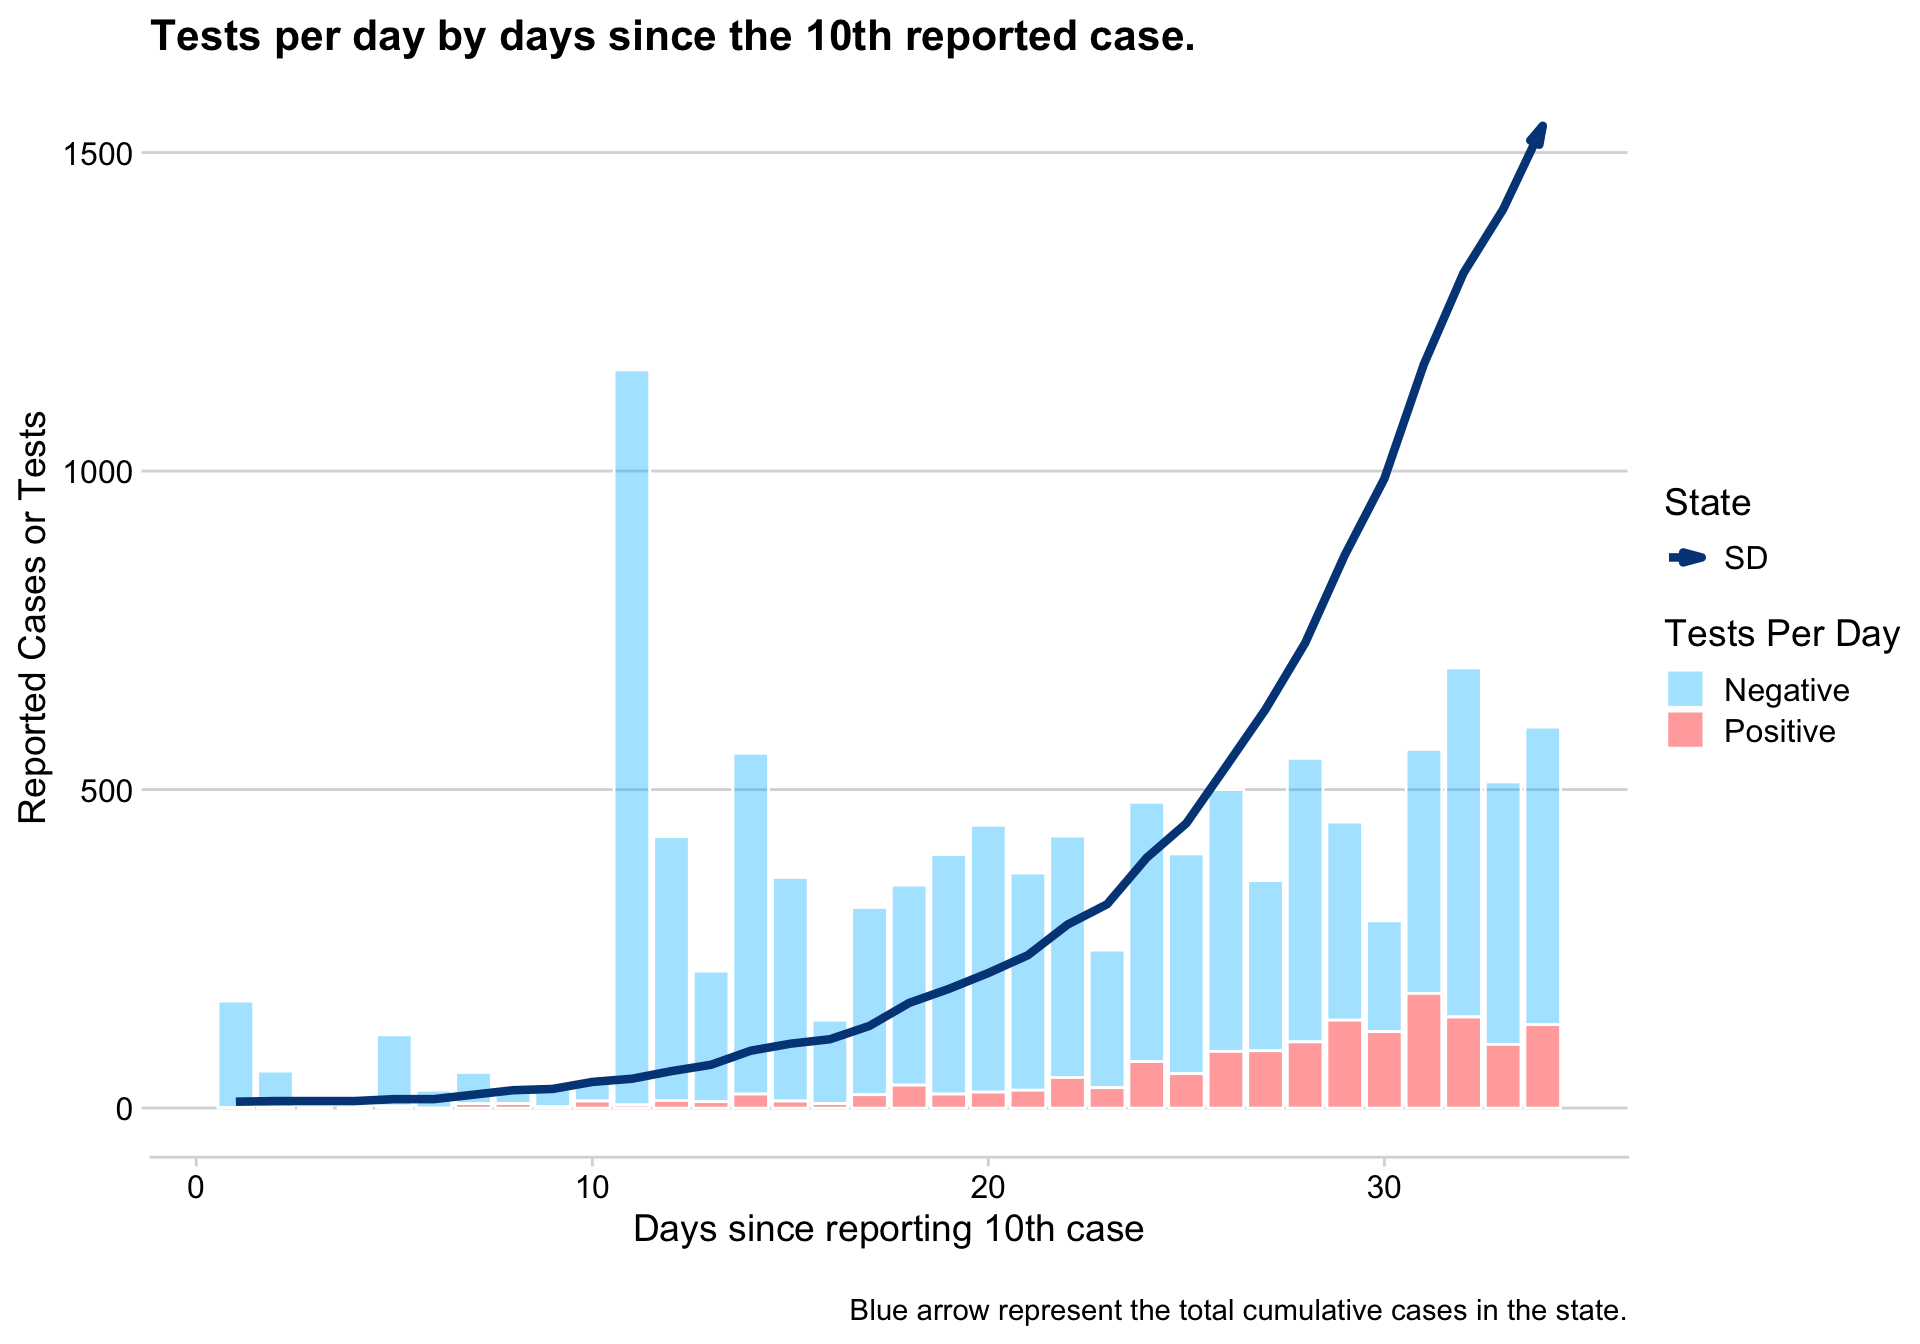 Tests per day by days since the 10th reported case.
1500
1000
500
0
Reported Cases or Tests
0 10 20 30
Days since reporting 10th case
State
SD
Tests Per Day
Negative
Positive
Blue arrow represent the total cumulative cases in the state.